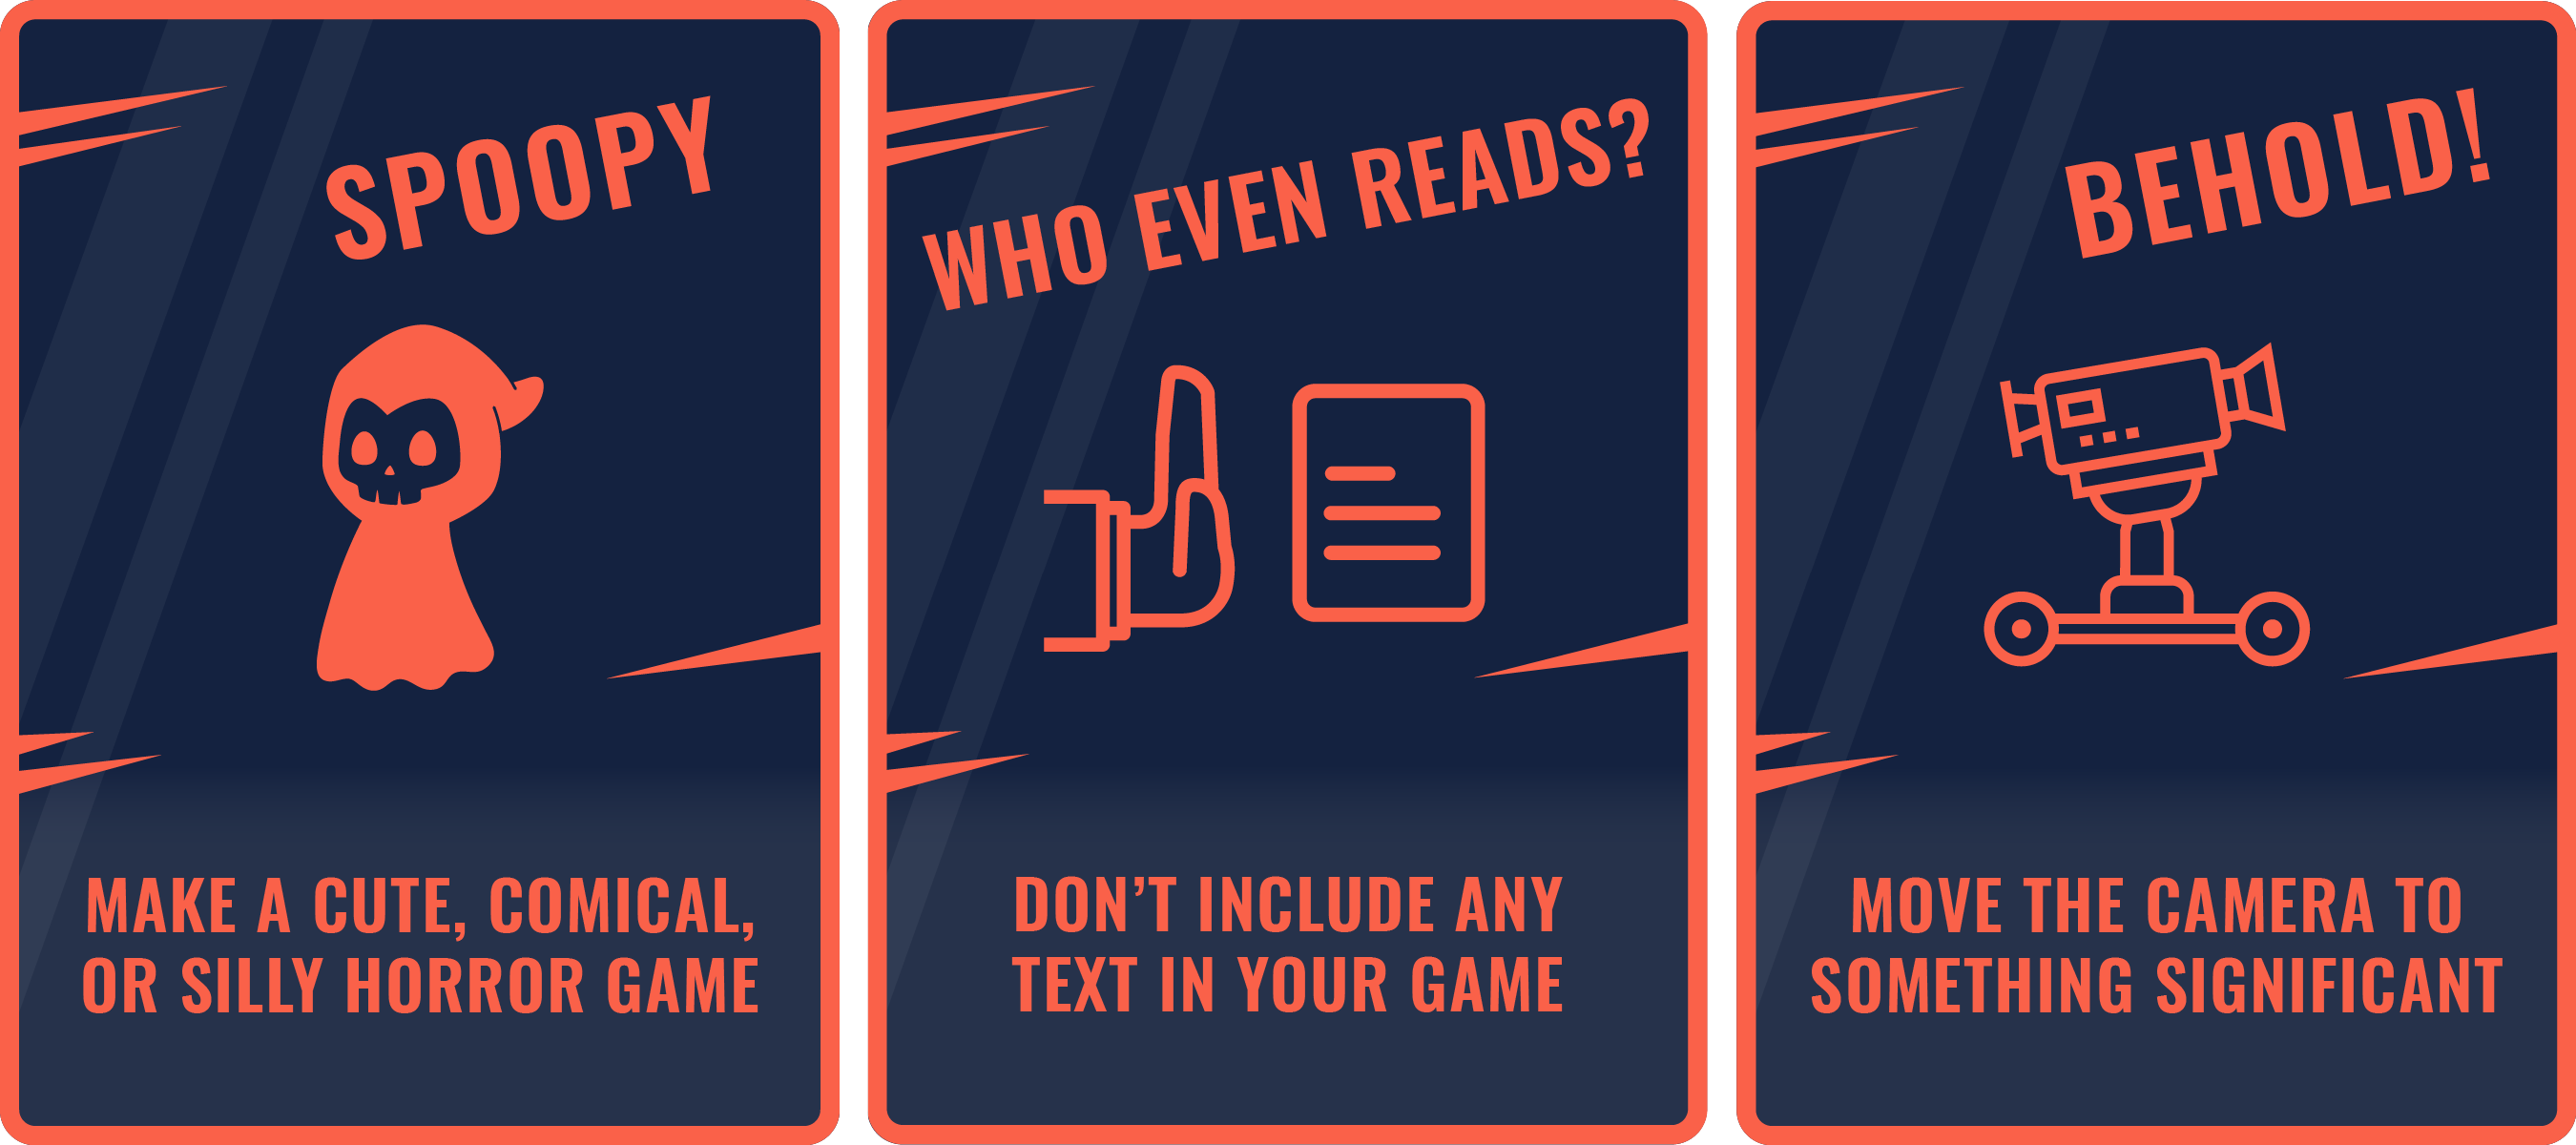 SPOOPY
MAKE A CUTE, COMICAL,
OR SILLY HORROR GAME
WHO EVEN READS?
DON’T INCLUDE ANY
TEXT IN YOUR GAME
BEHOLD!
MOVE THE CAMERA TO
SOMETHING SIGNIFICANT